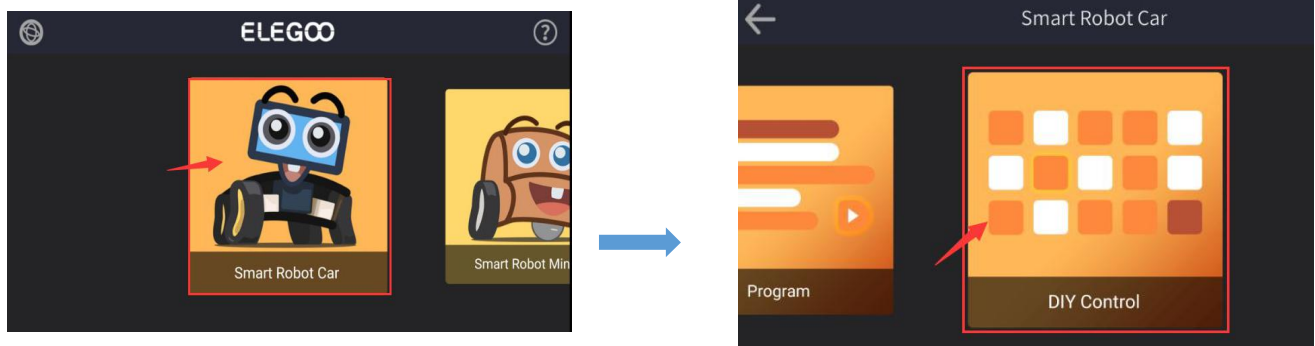 ELEGOO
?
Smart Robot Car
Smart Robot Min
Smart Robot Car
Program
DIY Control